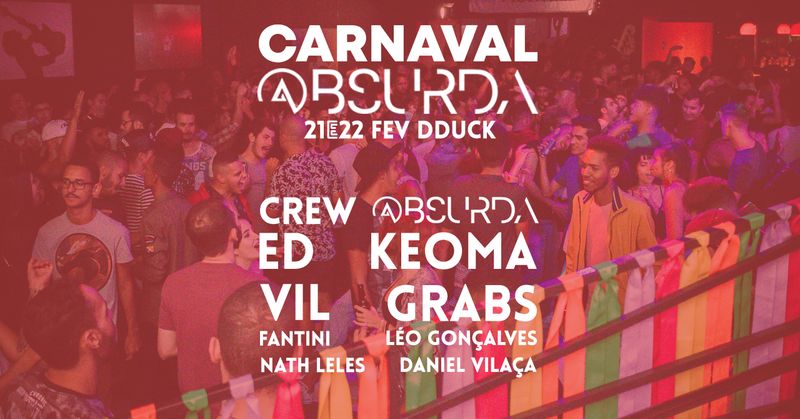 CARNAVAL
ABSURDA
21E22 FEV DDUCK
CREW ABSURDA
ED KEOMA
VIL GRABS
FANTINI LÉO GONÇALVES
NATH LELES DANIEL VILAÇA